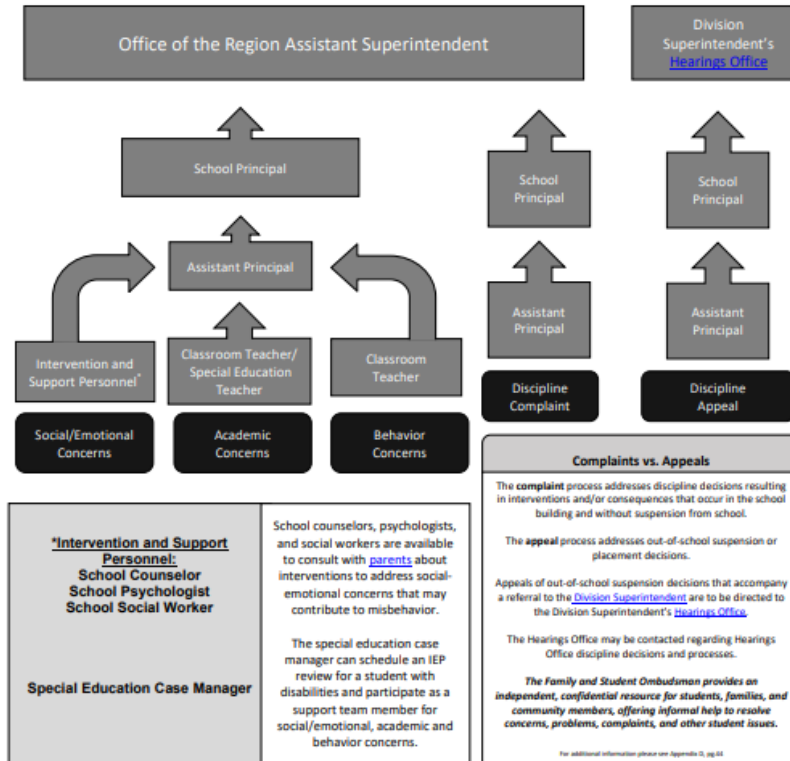 Office of the Region Assistant Superintendent
Division
Superintendent's
Hearings Office
School Principal
School
Principal
School
Principal
Assistant Principal
Assistant
Principal
Assistant
Principal
Intervention and
Support Personnel*
Classroom Teacher/
Special Education
Teacher
Classroom
Teacher
Discipline
Complaint
Discipline
Appeal
Social/Emotional
Concerns
Academic
Concerns
Behavior
Concerns
*Intervention and Support
Personnel:
School Counselor
School Psychologist
School Social Worker
Special Education Case Manager
School counselors, psychologists,
and social workers are available
to consult with parents about
interventions to address social-
emotional concerns that may
contribute to misbehavior.
The special education case
manager can schedule an IEP
review for a student with
disabilities and participate as a
support team member for
social/emotional, academic and
behavior concerns.
Complaints vs. Appeals
The complaint process addresses discipline decisions resulting
in interventions and/or consequences that occur in the school
building and without suspension from school.
The appeal process addresses out-of-school suspension or
placement decisions.
Appeals of out-of-school suspension decisions that accompany
a referral to the Division Superintendent are to be directed to
the Division Superintendent's Hearings Office.
The Hearings Office may be contacted regarding Hearings
Office discipline decisions and processes.
The Family and Student Ombudsman provides an
independent, confidential resource for students, families, and
community members, offering informal help to resolve
concerns, problems, complaints, and other student issues.
For additional information please see Appendix D, pg 44